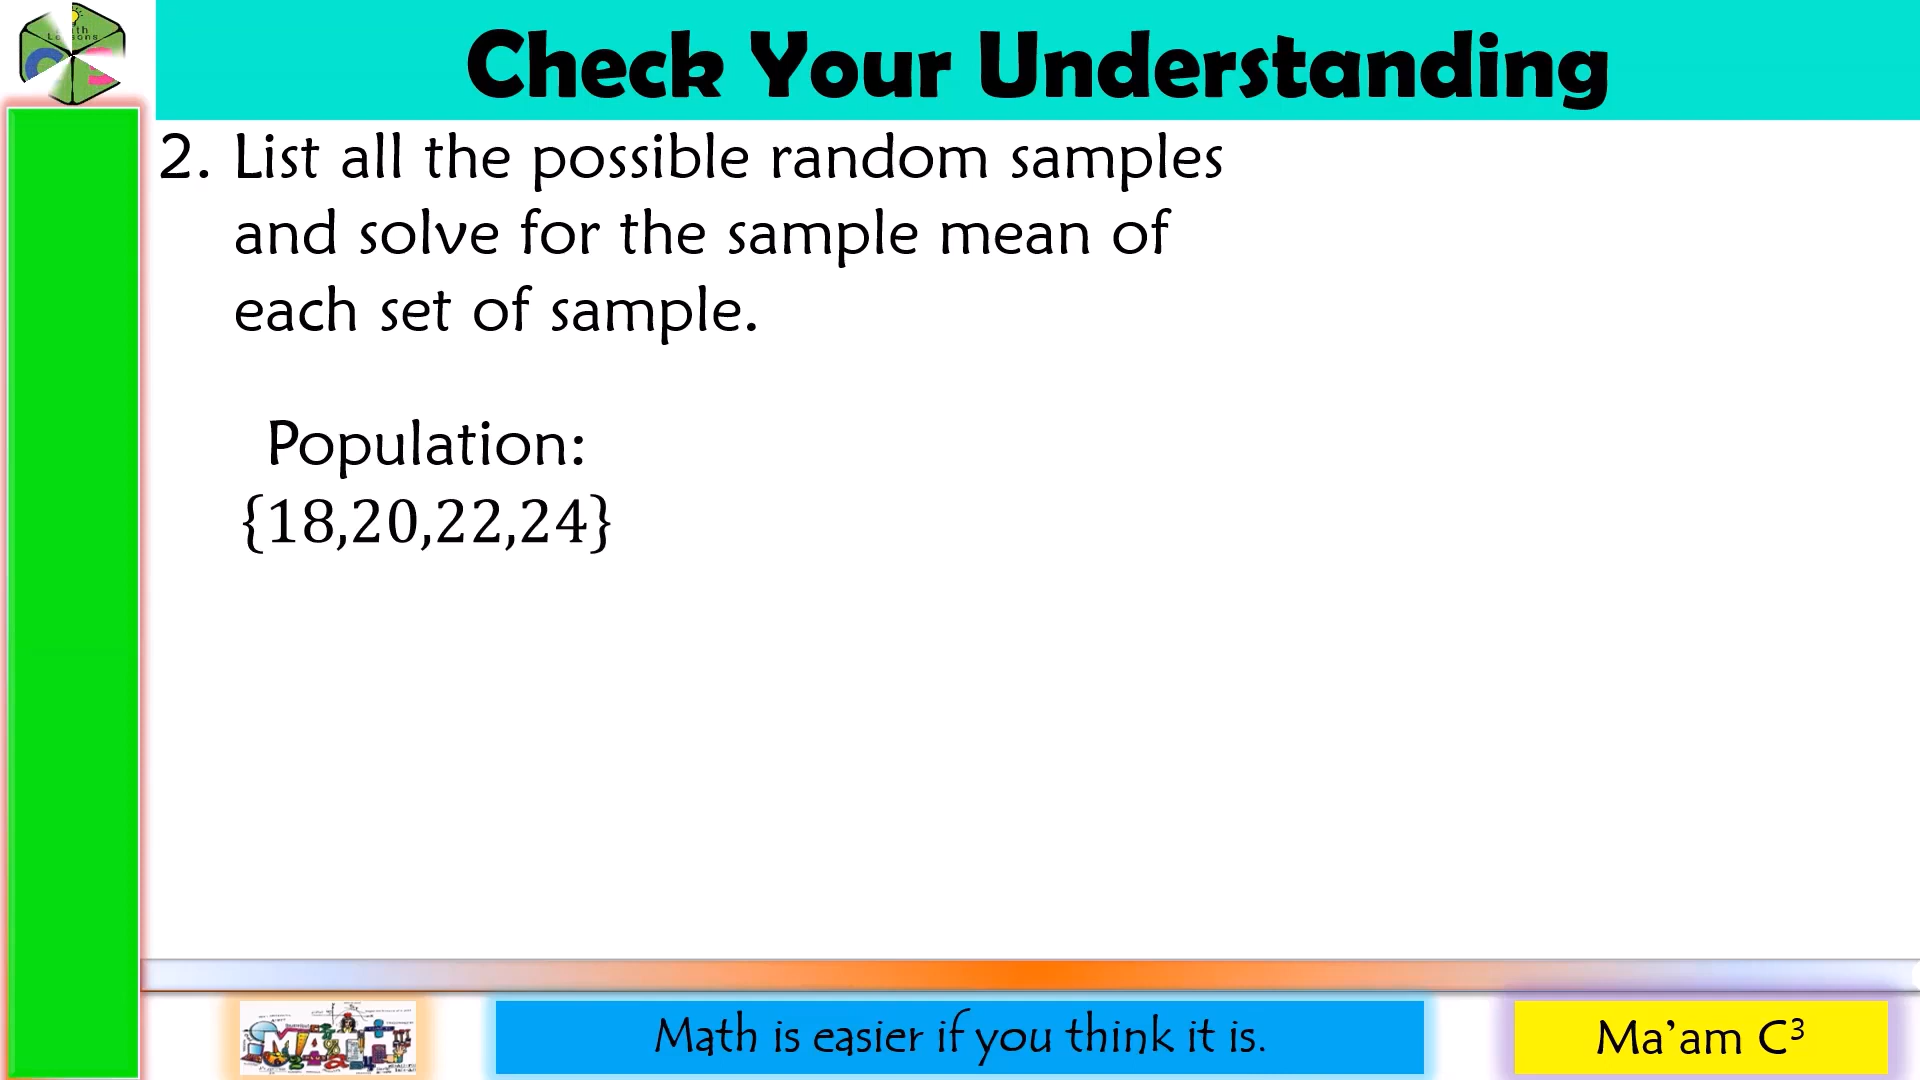 Check Your Understanding
2. List all the possible random samples
and solve for the sample mean of
each set of sample.
Population:
{18,20,22,24}
MATH
Math is easier if you think it is.
Ma’am C³